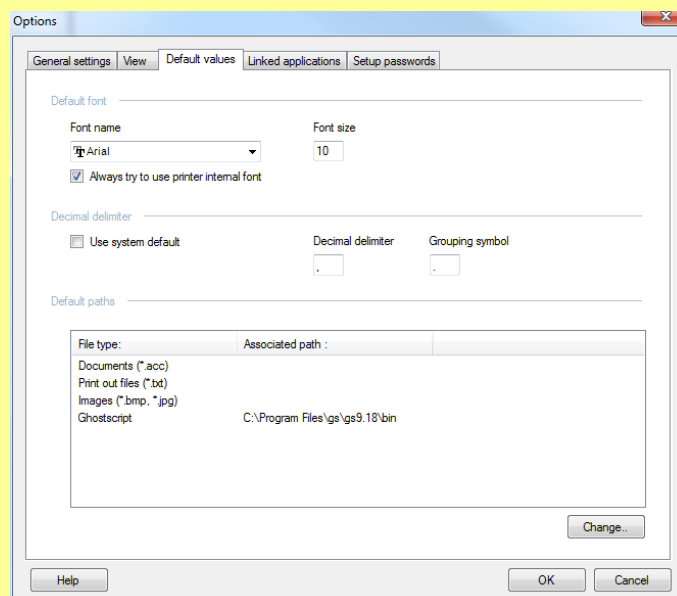 Options
General settings View Default values Linked applications Setup passwords
Default font
Font name Font size
Arial 10
Always try to use printer internal font
Decimal delimiter
Use system default Decimal delimiter Grouping symbol
, .
Default paths
File type: Associated path :
Documents (*.acc)
Print out files (*.txt)
Images (*.bmp, *.jpg)
Ghostscript C:\Program Files\gs\gs9.18\bin
Change..
Help OK Cancel